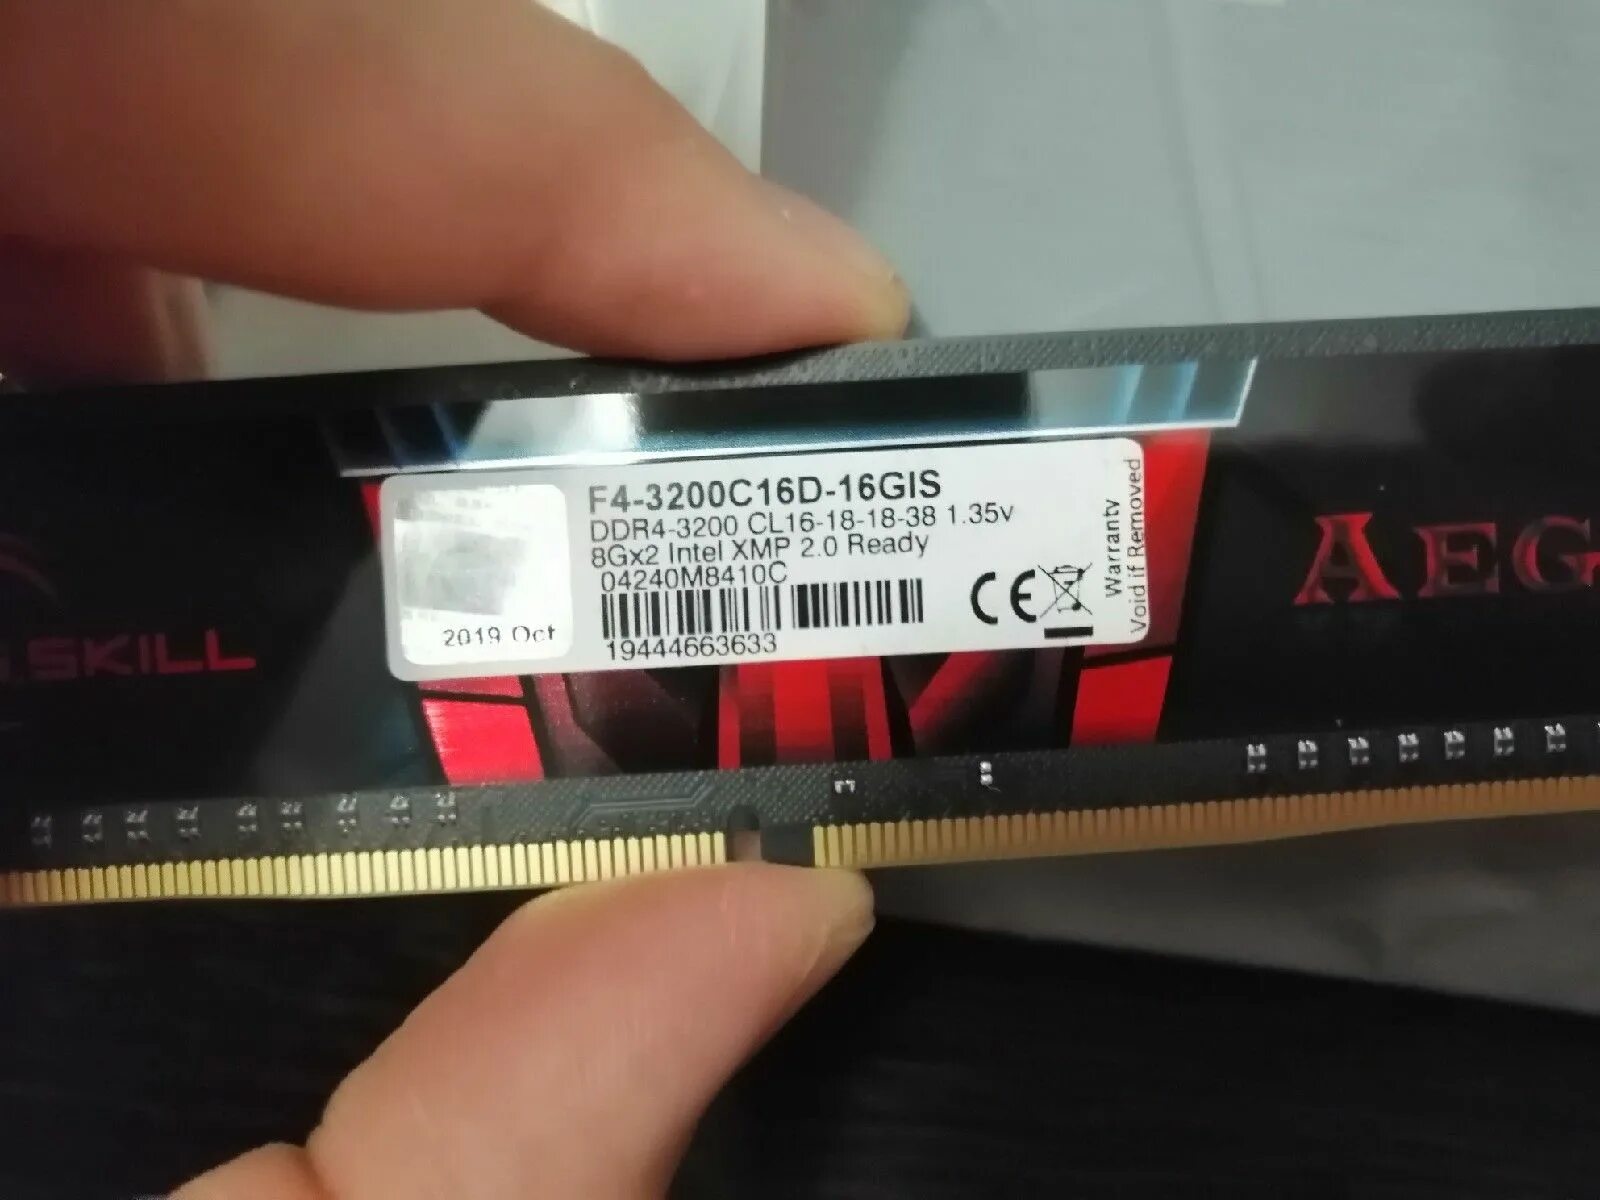 F4-3200C16D-16GIS
DDR4-3200 CL16-18-18-38 1.35v
8Gx2 Intel XMP 2.0 Ready
04240M8410C
19444663633
2019 Oct
CE
Warranty
Void if Removed
G.SKILL
AEG